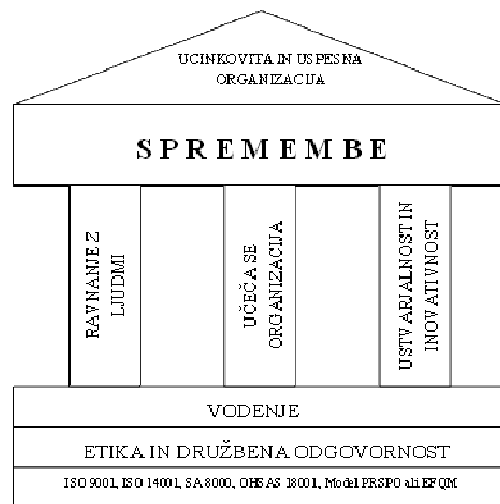 UCINKOVITA IN USPESNA
ORGANIZACIJA
SPREMEMBE
RAVNANJE Z
LJUDMI
UČEČA SE
ORGANIZACIJA
USTVARJALNOST IN
INOVATIVNOST
VODENJE
ETIKA IN DRUŽBENA ODGOVORNOST
ISO 9001, ISO 14001, SA 8000, OHSAS 18001, Model PRSPO ali EFQM